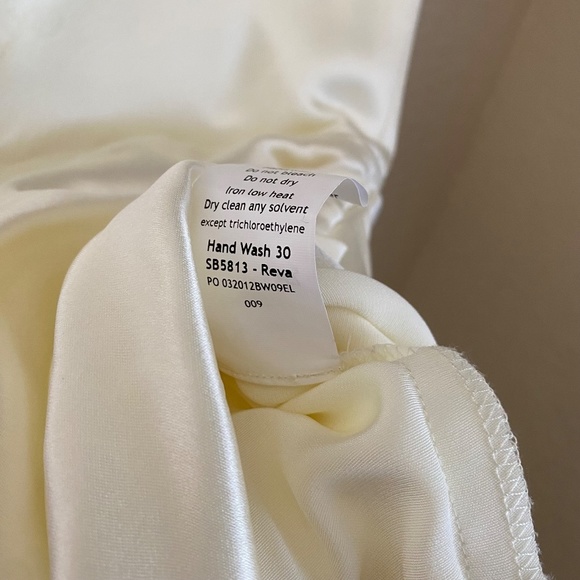 Do not bleach
Do not dry
Iron low heat
Dry clean any solvent
except trichloroethylene
Hand Wash 30
SB5813 - Reva
PO 032012BW09EL
009